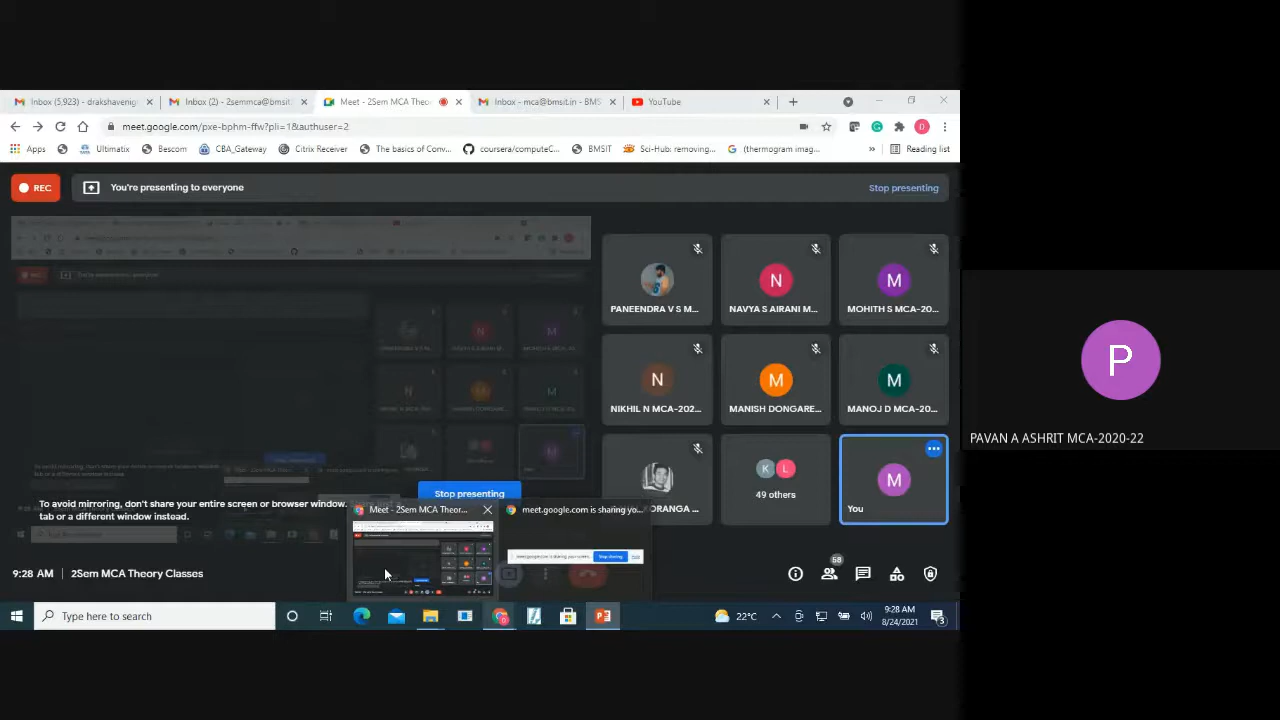 Inbox (5,923) - drakshavenig
Inbox (2) - 2semmca@bmsit.
Meet - 2Sem MCA Theo
Inbox - mca@bmsit.in - BMS
YouTube
meet.google.com/pxe-bphm-ffw?pli=1&authuser=2
Apps
Ultimatix
Bescom
CBA_Gateway
Citrix Receiver
The basics of Conv...
coursera/computeC...
BMSIT
Sci-Hub: removing...
(thermogram imag...
»
Reading list
REC
You're presenting to everyone
Stop presenting
PANEENDRA V S M...
NAVYA S AIRANI M...
MOHITH S MCA-20...
N
M
NIKHIL N MCA-202...
MANISH DONGARE...
MANOJ D MCA-20...
N
M
M
K L
49 others
M
You
ORANGA ...
To avoid mirroring, don't share your entire screen or browser window.
tab or a different window instead.
Stop presenting
Meet - 2Sem MCA Theor...
meet.google.com is sharing yo...
9:28 AM | 2Sem MCA Theory Classes
58
Type here to search
22°C
9:28 AM
8/24/2021
3
P
PAVAN A ASHRIT MCA-2020-22